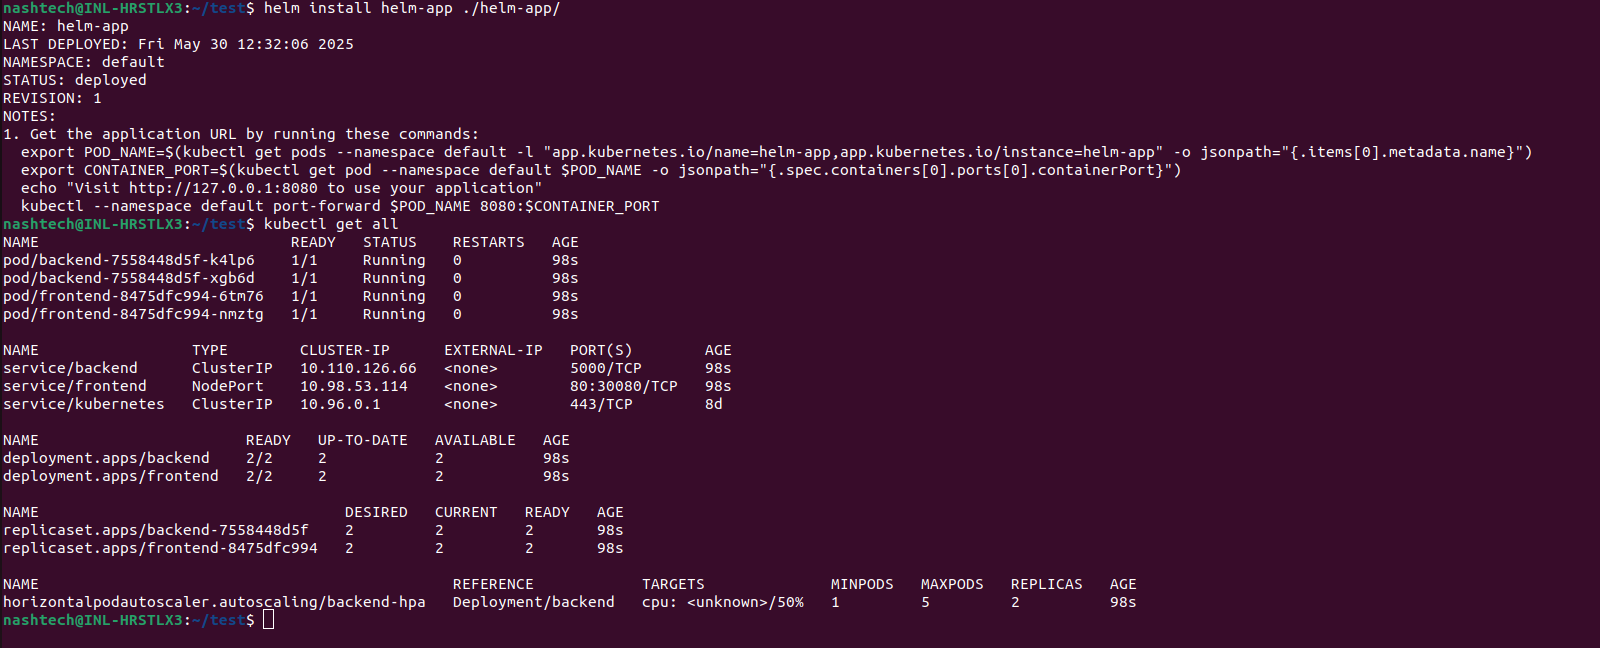 nashtech@INL-HRSTLX3:~/test$ helm install helm-app ./helm-app/
NAME: helm-app
LAST DEPLOYED: Fri May 30 12:32:06 2025
NAMESPACE: default
STATUS: deployed
REVISION: 1
NOTES:
1. Get the application URL by running these commands:
  export POD_NAME=$(kubectl get pods --namespace default -l "app.kubernetes.io/name=helm-app,app.kubernetes.io/instance=helm-app" -o jsonpath="{.items[0].metadata.name}")
  export CONTAINER_PORT=$(kubectl get pod --namespace default $POD_NAME -o jsonpath="{.spec.containers[0].ports[0].containerPort}")
  echo "Visit http://127.0.0.1:8080 to use your application"
  kubectl --namespace default port-forward $POD_NAME 8080:$CONTAINER_PORT
nashtech@INL-HRSTLX3:~/test$ kubectl get all
NAME                            READY   STATUS    RESTARTS   AGE
pod/backend-7558448d5f-k4lp6    1/1     Running   0          98s
pod/backend-7558448d5f-xgb6d    1/1     Running   0          98s
pod/frontend-8475dfc994-6tm76   1/1     Running   0          98s
pod/frontend-8475dfc994-nmztg   1/1     Running   0          98s

NAME                 TYPE        CLUSTER-IP      EXTERNAL-IP   PORT(S)        AGE
service/backend      ClusterIP   10.110.126.66   <none>        5000/TCP       98s
service/frontend     NodePort    10.98.53.114    <none>        80:30080/TCP   98s
service/kubernetes   ClusterIP   10.96.0.1       <none>        443/TCP        8d

NAME                       READY   UP-TO-DATE   AVAILABLE   AGE
deployment.apps/backend    2/2     2            2           98s
deployment.apps/frontend   2/2     2            2           98s

NAME                                  DESIRED   CURRENT   READY   AGE
replicaset.apps/backend-7558448d5f    2         2         2       98s
replicaset.apps/frontend-8475dfc994   2         2         2       98s

NAME                                              REFERENCE            TARGETS              MINPODS   MAXPODS   REPLICAS   AGE
horizontalpodautoscaler.autoscaling/backend-hpa   Deployment/backend   cpu: <unknown>/50%   1         5         2          98s
nashtech@INL-HRSTLX3:~/test$